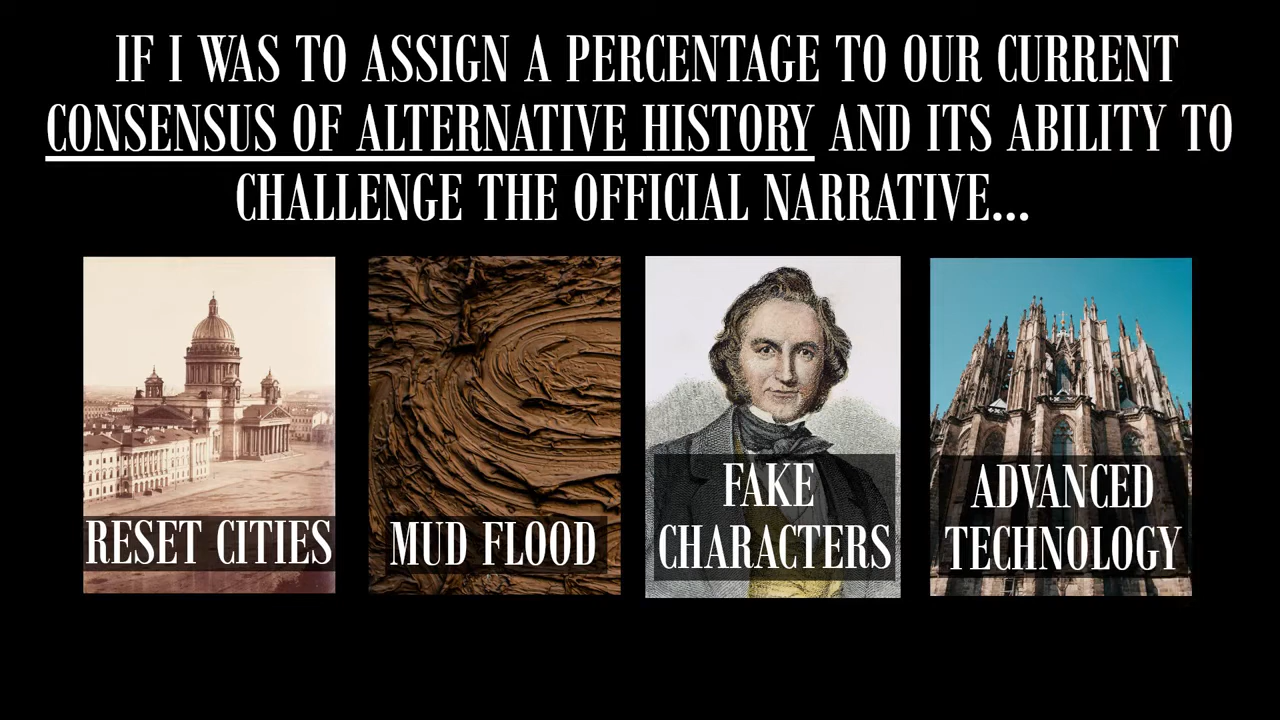 IF I WAS TO ASSIGN A PERCENTAGE TO OUR CURRENT
CONSENSUS OF ALTERNATIVE HISTORY AND ITS ABILITY TO
CHALLENGE THE OFFICIAL NARRATIVE...
RESET CITIES
MUD FLOOD
FAKE
CHARACTERS
ADVANCED
TECHNOLOGY